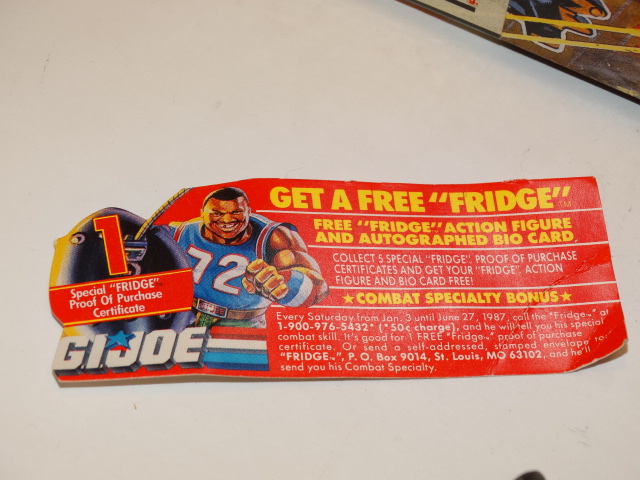 GET A FREE "FRIDGE"™
FREE "FRIDGE" ACTION FIGURE
AND AUTOGRAPHED BIO CARD.
COLLECT 5 SPECIAL "FRIDGE" PROOF OF PURCHASE
CERTIFICATES AND GET YOUR "FRIDGE" ACTION
FIGURE AND BIO CARD FREE!
★COMBAT SPECIALTY BONUS★
Every Saturday from Jan. 3 until June 27, 1987, call the "Fridge™" at
1-900-976-5432* (*50c charge), and he will tell you his special
combat skill. It's good for 1 FREE "Fridge™" proof of purchase
certificate. Or send a self-addressed, stamped envelope to:
"FRIDGE™", P.O. Box 9014, St. Louis, MO 63102, and he'll
send you his Combat Specialty.
72
1
Special "FRIDGE"
Proof Of Purchase
Certificate
GI JOE